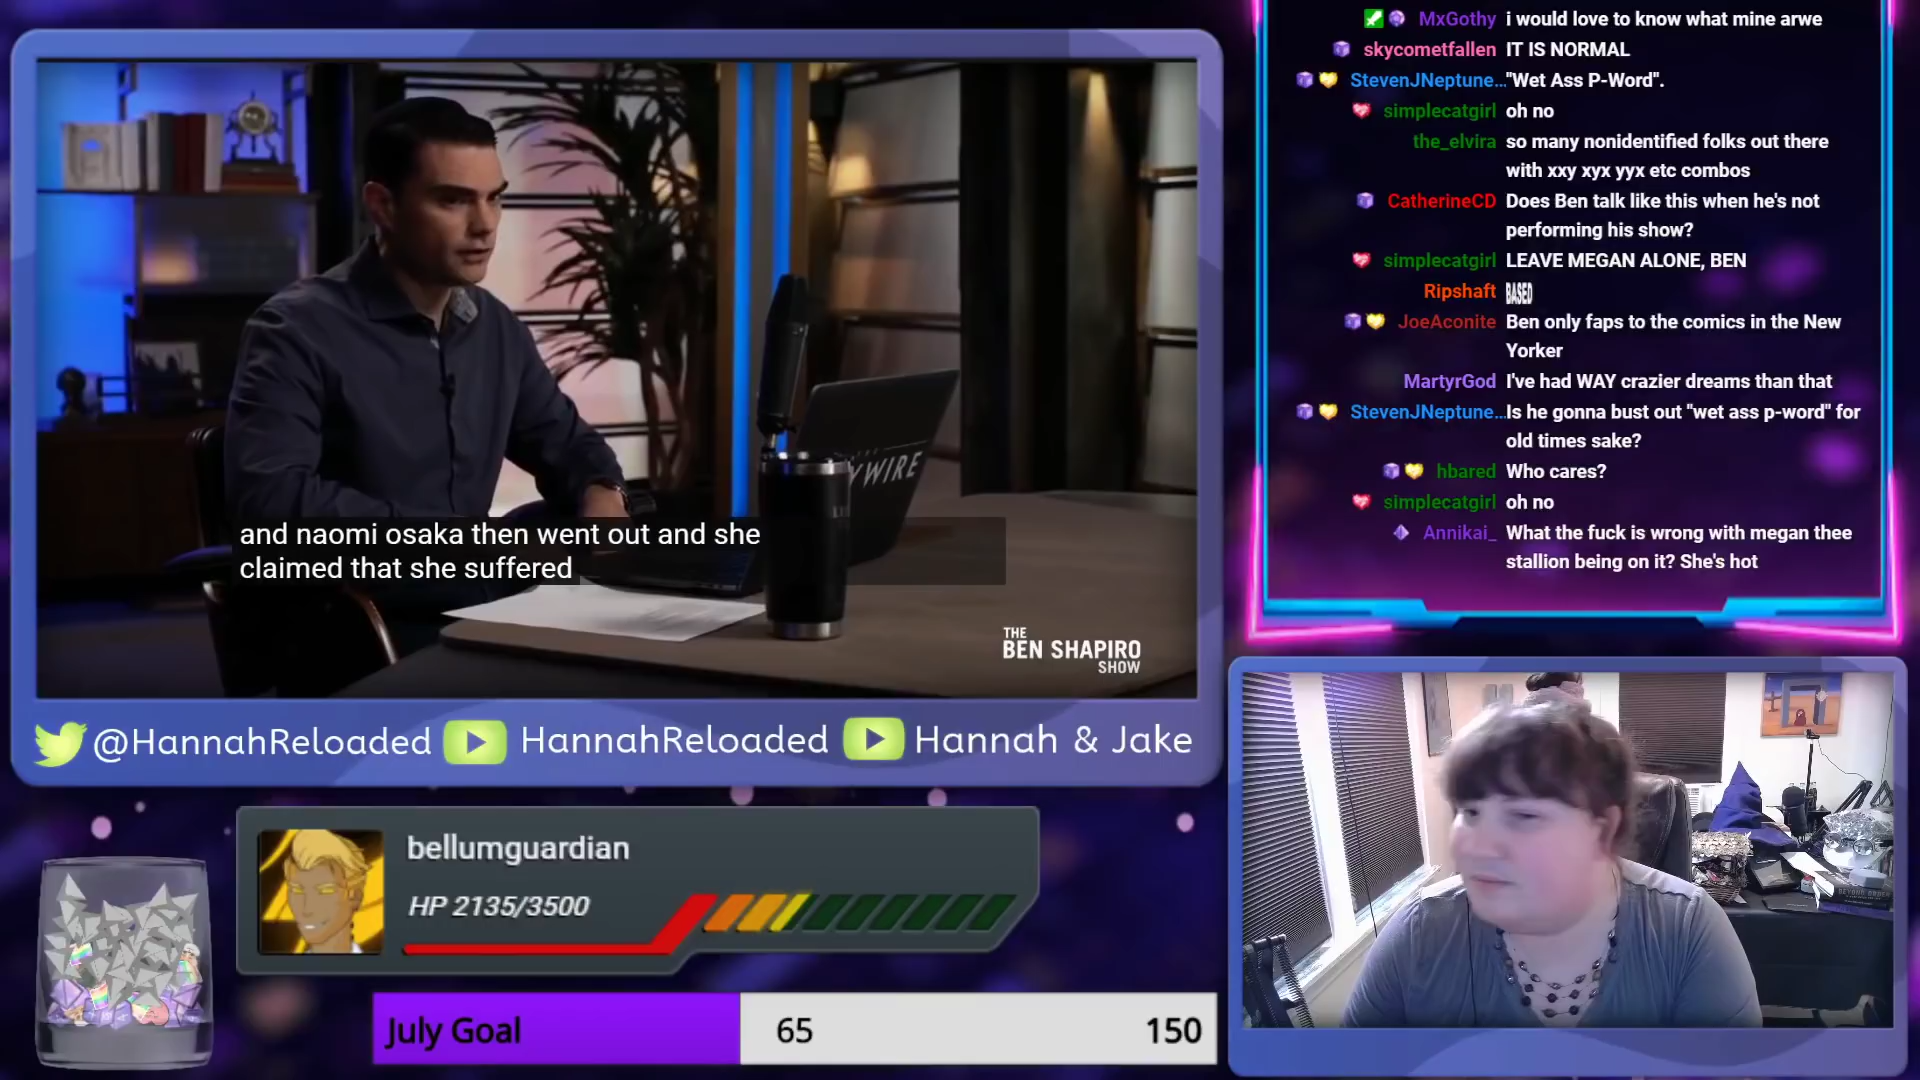 YWIRE
and naomi osaka then went out and she
claimed that she suffered
THE
BEN SHAPIRO
SHOW
@HannahReloaded HannahReloaded Hannah & Jake
bellumguardian
HP 2135/3500
July Goal 65 150
MxGothy i would love to know what mine arwe
skycometfallen IT IS NORMAL
StevenJNeptune... "Wet Ass P-Word".
simplecatgirl oh no
the_elvira so many nonidentified folks out there
with xxy xyx yyx etc combos
CatherineCD Does Ben talk like this when he's not
performing his show?
simplecatgirl LEAVE MEGAN ALONE, BEN
Ripshaft BASED
JoeAconite Ben only faps to the comics in the New
Yorker
MartyrGod I've had WAY crazier dreams than that
StevenJNeptune... Is he gonna bust out "wet ass p-word" for
old times sake?
hbared Who cares?
simplecatgirl oh no
Annikai_ What the fuck is wrong with megan thee
stallion being on it? She's hot